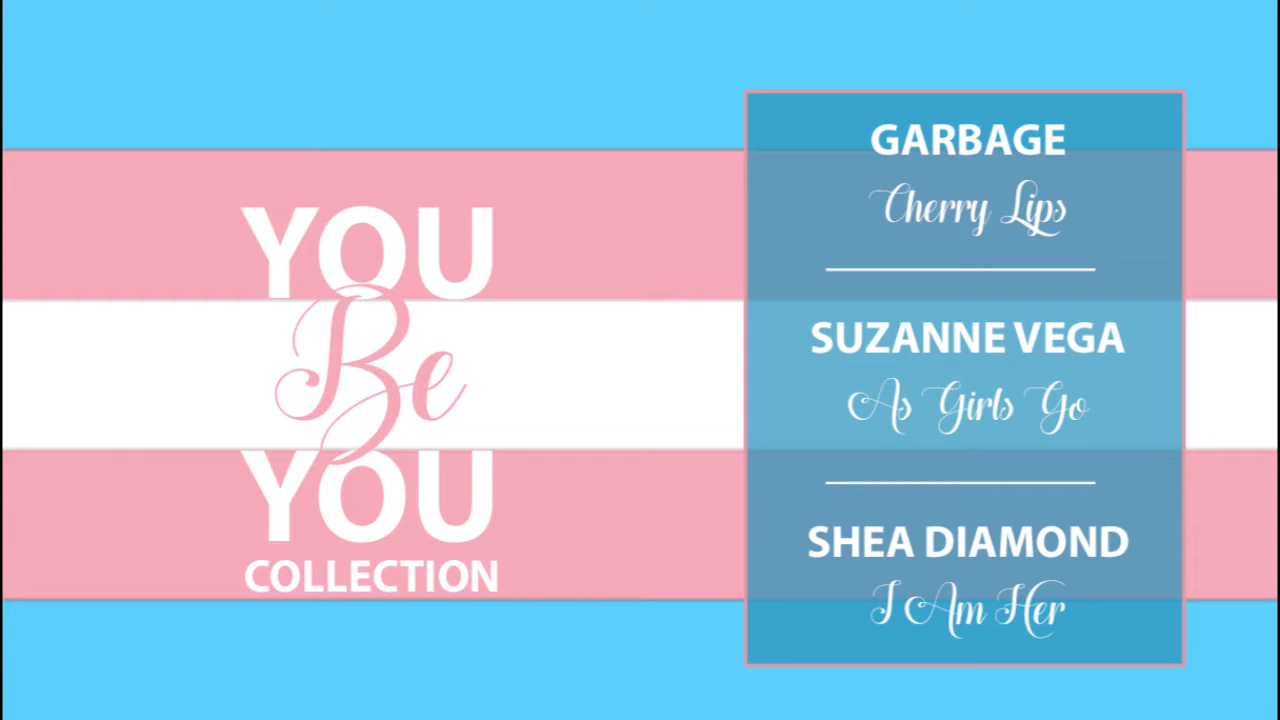 YOU
Be
YOU
COLLECTION
GARBAGE
Cherry Lips
SUZANNE VEGA
As Girls Go
SHEA DIAMOND
I Am Her